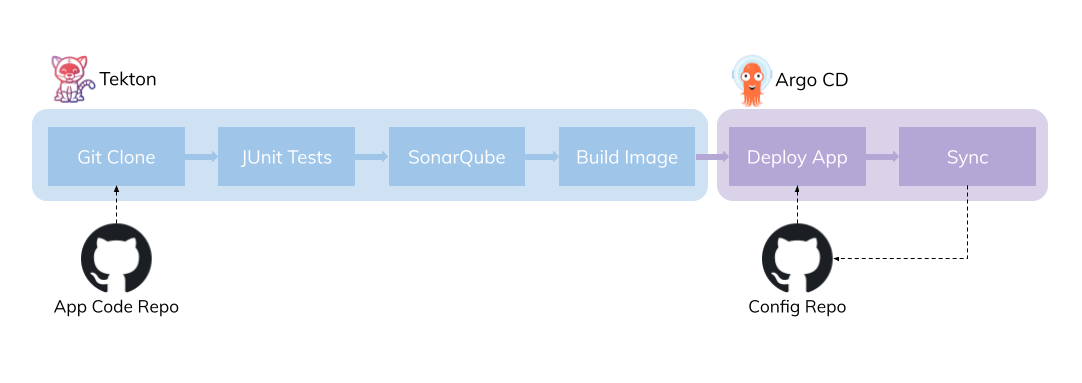 Tekton
Argo CD
Git Clone
JUnit Tests
SonarQube
Build Image
Deploy App
Sync
App Code Repo
Config Repo